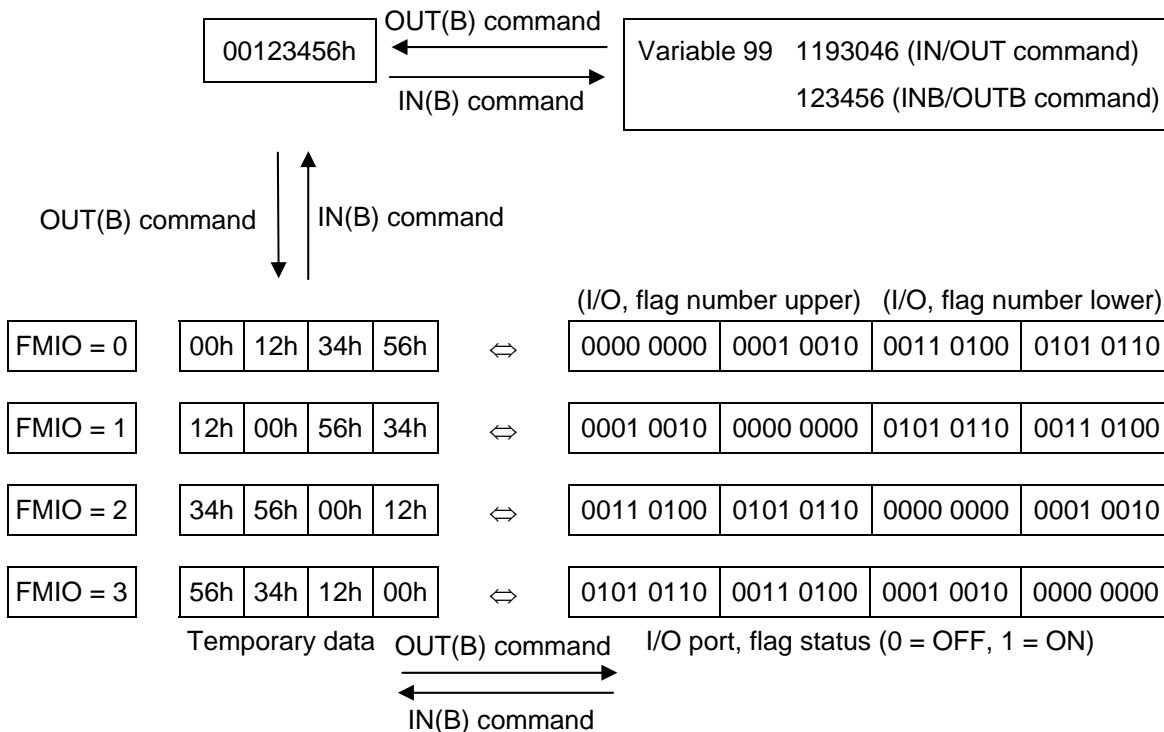 OUT(B) command
00123456h
Variable 99 1193046 (IN/OUT command)
IN(B) command
123456 (INB/OUTB command)
OUT(B) command
IN(B) command
(I/O, flag number upper) (I/O, flag number lower)
FMIO = 0 00h 12h 34h 56h ⇔ 0000 0000 0001 0010 0011 0100 0101 0110
FMIO = 1 12h 00h 56h 34h ⇔ 0001 0010 0000 0000 0101 0110 0011 0100
FMIO = 2 34h 56h 00h 12h ⇔ 0011 0100 0101 0110 0000 0000 0001 0010
FMIO = 3 56h 34h 12h 00h ⇔ 0101 0110 0011 0100 0001 0010 0000 0000
Temporary data
OUT(B) command
I/O port, flag status (0 = OFF, 1 = ON)
IN(B) command